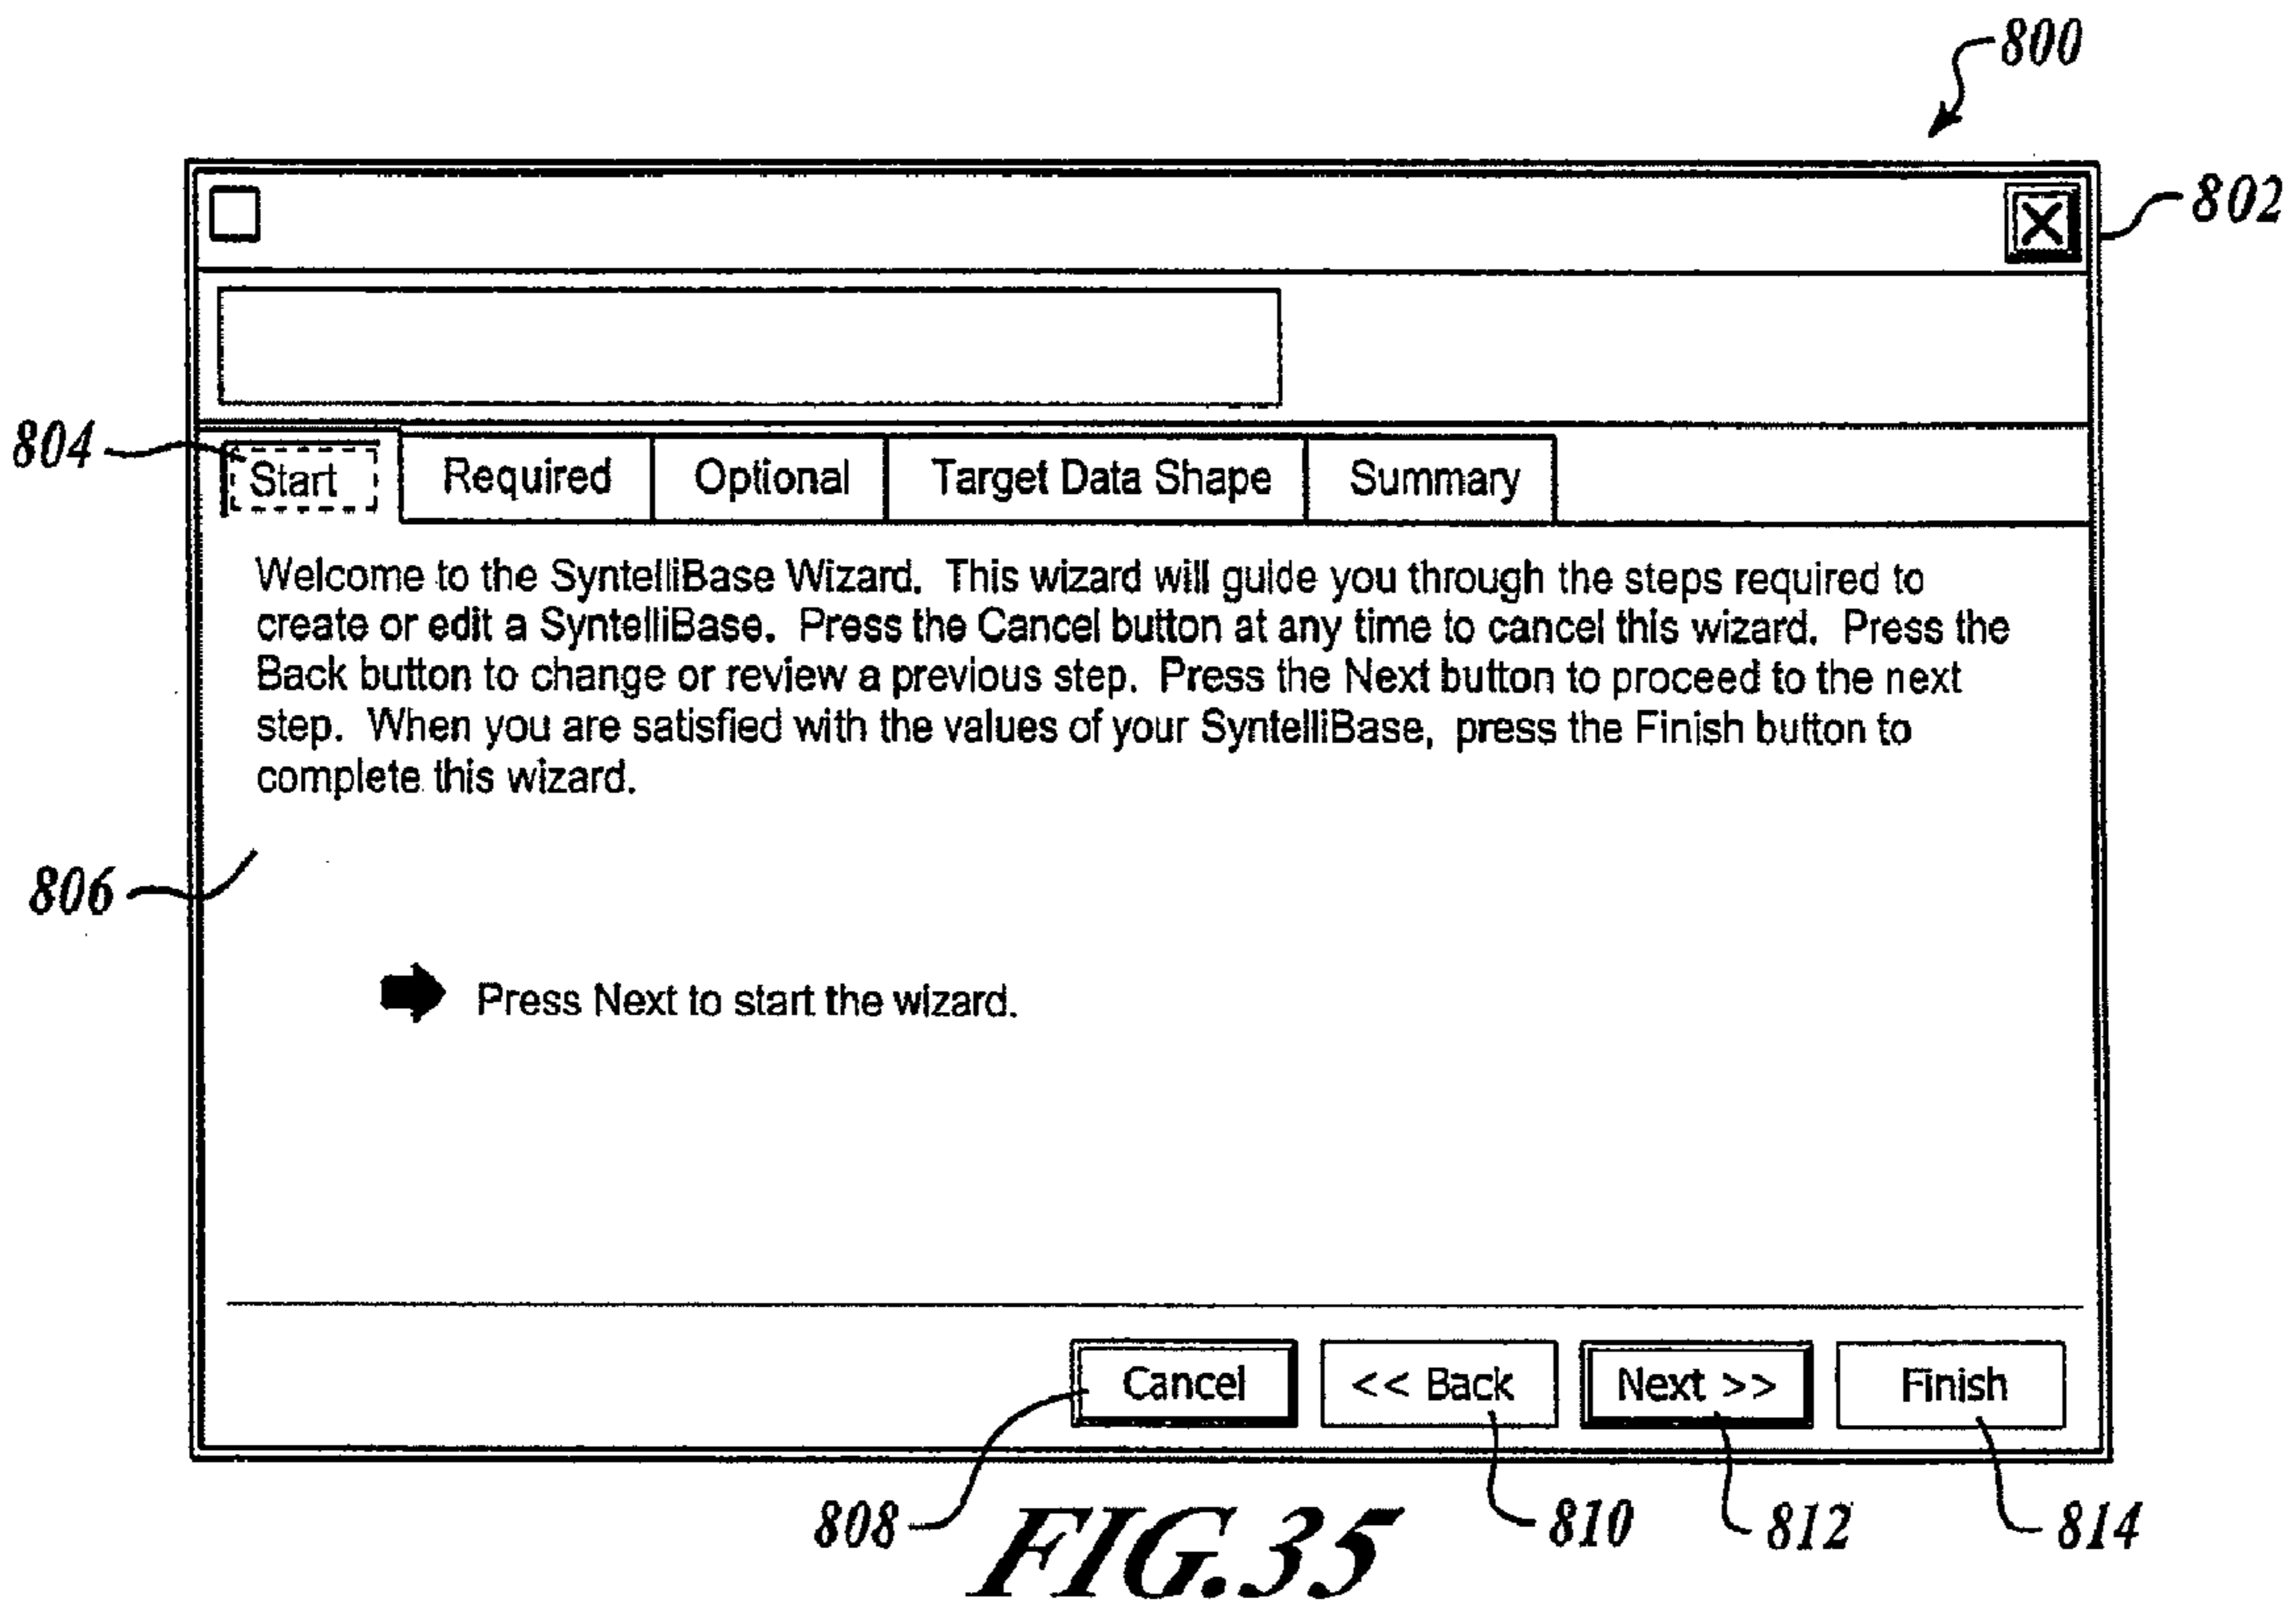 800
802
804
Start Required Optional Target Data Shape Summary
Welcome to the SyntelliBase Wizard. This wizard will guide you through the steps required to
create or edit a SyntelliBase. Press the Cancel button at any time to cancel this wizard. Press the
Back button to change or review a previous step. Press the Next button to proceed to the next
step. When you are satisfied with the values of your SyntelliBase, press the Finish button to
complete this wizard.
806
Press Next to start the wizard.
Cancel << Back Next >> Finish
808 810 812 814
FIG.35